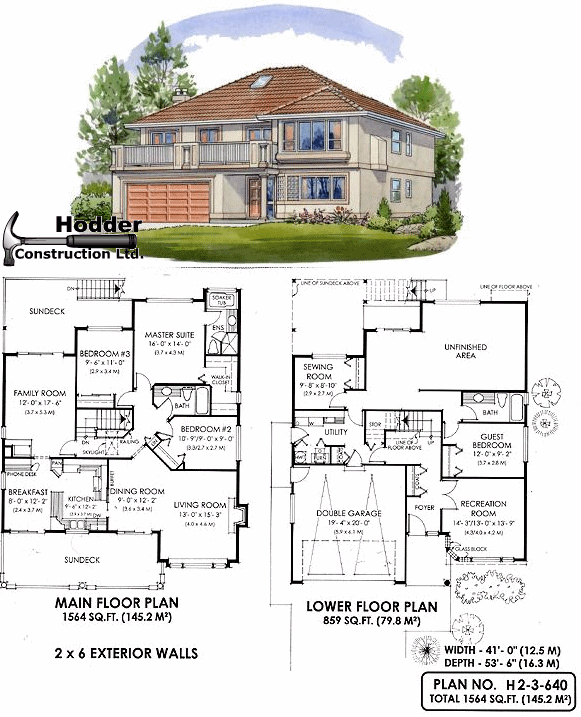 Hodder
Construction Ltd.
DN
SUNDECK
SOAKER
TUB
MASTER SUITE
16'- 0" x 14'- 0"
(3.7 x 4.3 M)
ENS
BEDROOM #3
9'- 6"x 11'- 0"
(2.9 x 3.4 M)
WALK-IN
CLOSET
FAMILY ROOM
12'- 0" x 17'- 6"
(3.7 x 5.3 M)
BATH
BEDROOM #2
10'- 9"/9'- 0" x 9'- 0"
(3.3/2.7 x 2.7 M)
DN
RAILING
SKYLIGHT
PHONE DESK
PAN
BUFFET
BREAKFAST
8'- 0" x 12'- 2"
(2.4 x 3.7 M)
KITCHEN
9'- 6" x 12'- 2"
(2.9 x 3.7 M)
DW
DINING ROOM
9'- 0" x 12'- 2"
(3.6 x 3.4 M)
LIVING ROOM
13'- 0" x 15'- 3"
(4.0 x 4.6 M)
SUNDECK
MAIN FLOOR PLAN
1564 SQ.FT. (145.2 M²)
2 x 6 EXTERIOR WALLS
LINE OF SUNDECK ABOVE
UP
LINE OF FLOOR ABOVE
UNFINISHED
AREA
SEWING
ROOM
9'- 8"x 8'- 10"
(2.9 x 2.7 M)
BATH
UTILITY
STOR
UP
LINE OF
FLOOR ABOVE
GUEST
BEDROOM
12'- 0" x 9'- 2"
(3.7 x 2.8 M)
DOUBLE GARAGE
19'- 4" x 20'- 0"
(5.9 x 6.1 M)
FOYER
RECREATION
ROOM
14'- 3"/13'- 0" x 13'- 9"
(4.3/4.0 x 4.2 M)
GLASS BLOCK
LOWER FLOOR PLAN
859 SQ.FT. (79.8 M²)
WIDTH - 41'- 0" (12.5 M)
DEPTH - 53'- 6" (16.3 M)
PLAN NO. H 2-3-640
TOTAL 1564 SQ.FT. (145.2 M²)